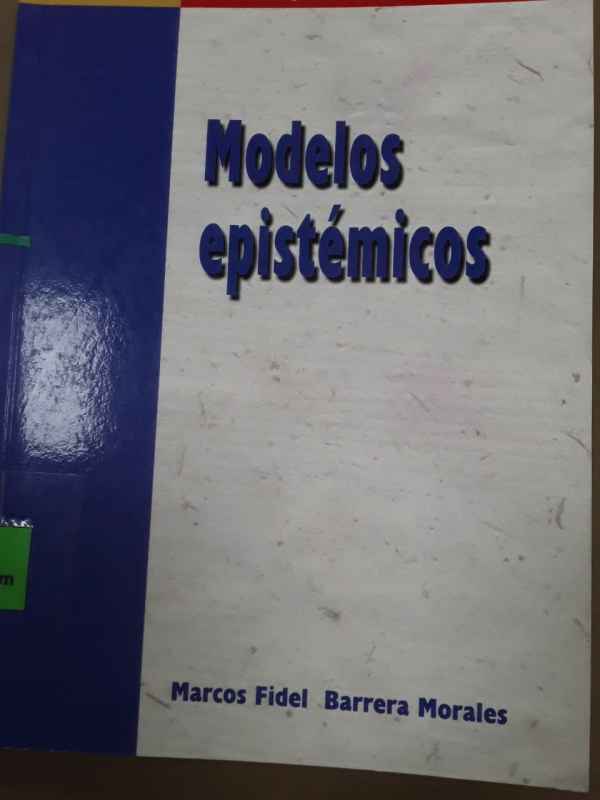 Modelos
epistémicos
m
Marcos Fidel Barrera Morales